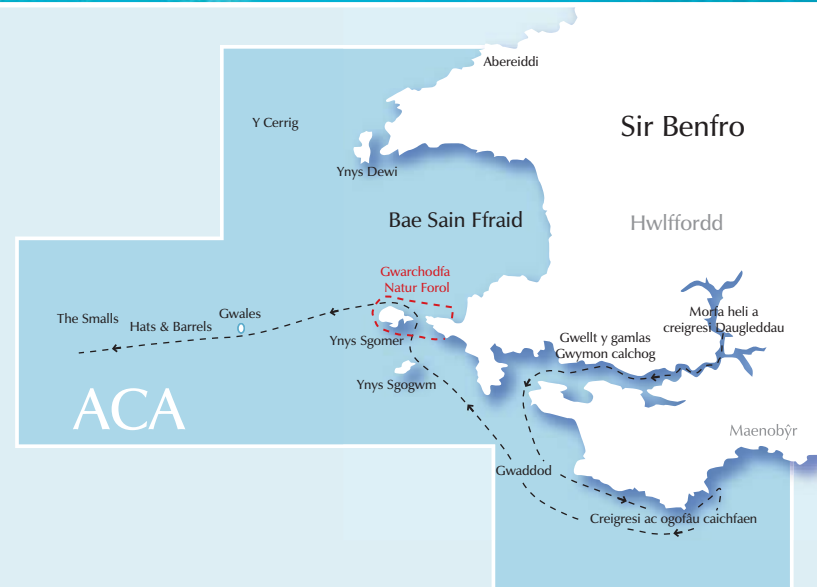 Abereiddi
Y Cerrig
Sir Benfro
Ynys Dewi
Bae Sain Ffraid
Hwlffordd
Gwarchodfa
Natur Forol
Gwales
The Smalls
Hats & Barrels
Morfa heli a
creigresi Daugleddau
Ynys Sgomer
Gwellt y gamlas
Gwymon calchog
Ynys Sgogwm
ACA
Maenobŷr
Gwaddod
Creigresi ac ogofâu caichfaen